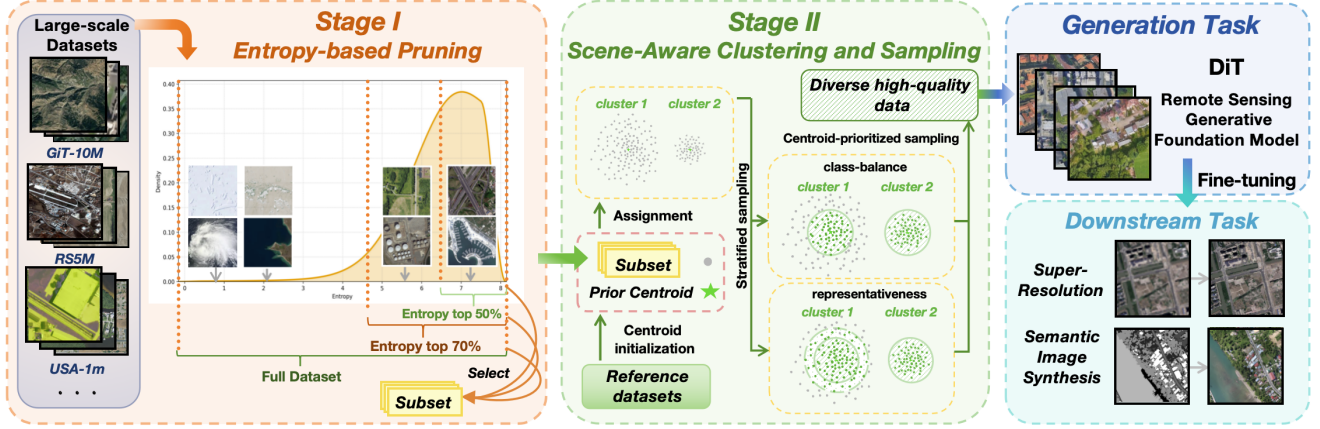 Large-scale
Datasets
GiT-10M
RS5M
USA-1m
. . .
Stage I
Entropy-based Pruning
Density
0.40
0.35
0.30
0.25
0.20
0.15
0.10
0.05
0.00
0
1
2
3
4
5
6
7
8
Entropy
Entropy top 50%
Entropy top 70%
Full Dataset
Select
Subset
Stage II
Scene-Aware Clustering and Sampling
cluster 1
cluster 2
Assignment
Subset
Prior Centroid
Centroid
initialization
Reference
datasets
Stratified sampling
Diverse high-quality
data
Centroid-prioritized sampling
class-balance
cluster 1
cluster 2
representativeness
cluster 1
cluster 2
Generation Task
DiT
Remote Sensing
Generative
Foundation Model
Fine-tuning
Downstream Task
Super-
Resolution
Semantic
Image
Synthesis